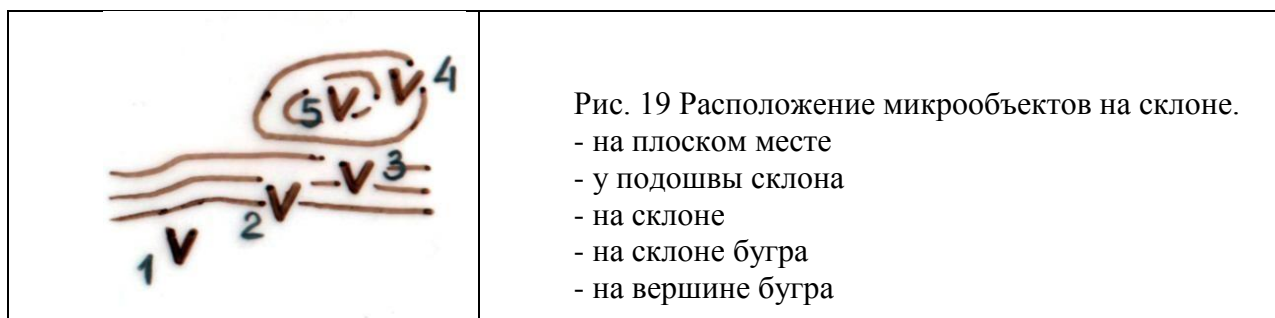 4
5
3
2
1
Рис. 19 Расположение микрообъектов на склоне.
- на плоском месте
- у подошвы склона
- на склоне
- на склоне бугра
- на вершине бугра